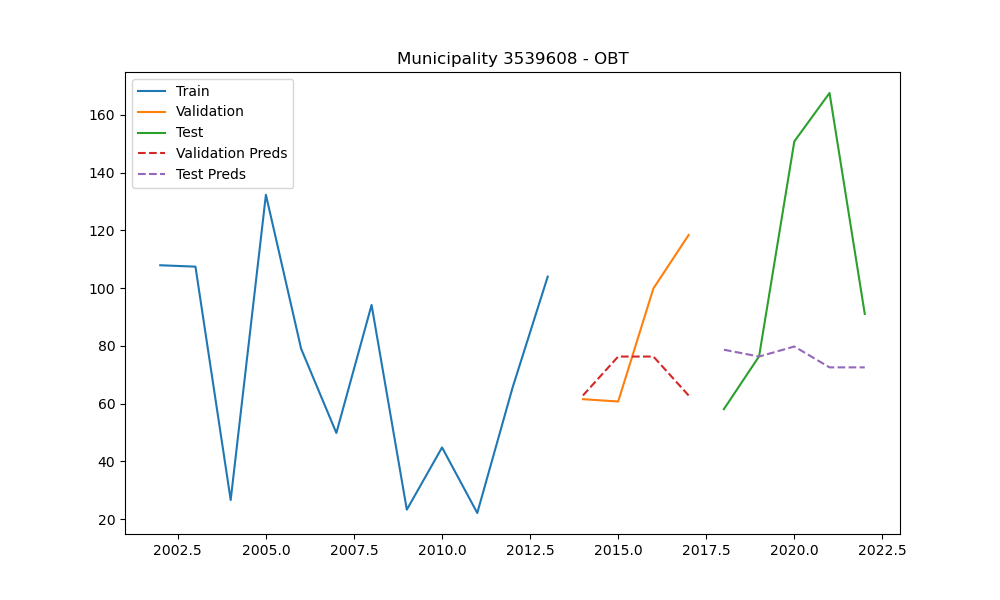 Municipality 3539608 - OBT
Train
Validation
Test
Validation Preds
Test Preds
160
140
120
100
80
60
40
20
2002.5 2005.0 2007.5 2010.0 2012.5 2015.0 2017.5 2020.0 2022.5